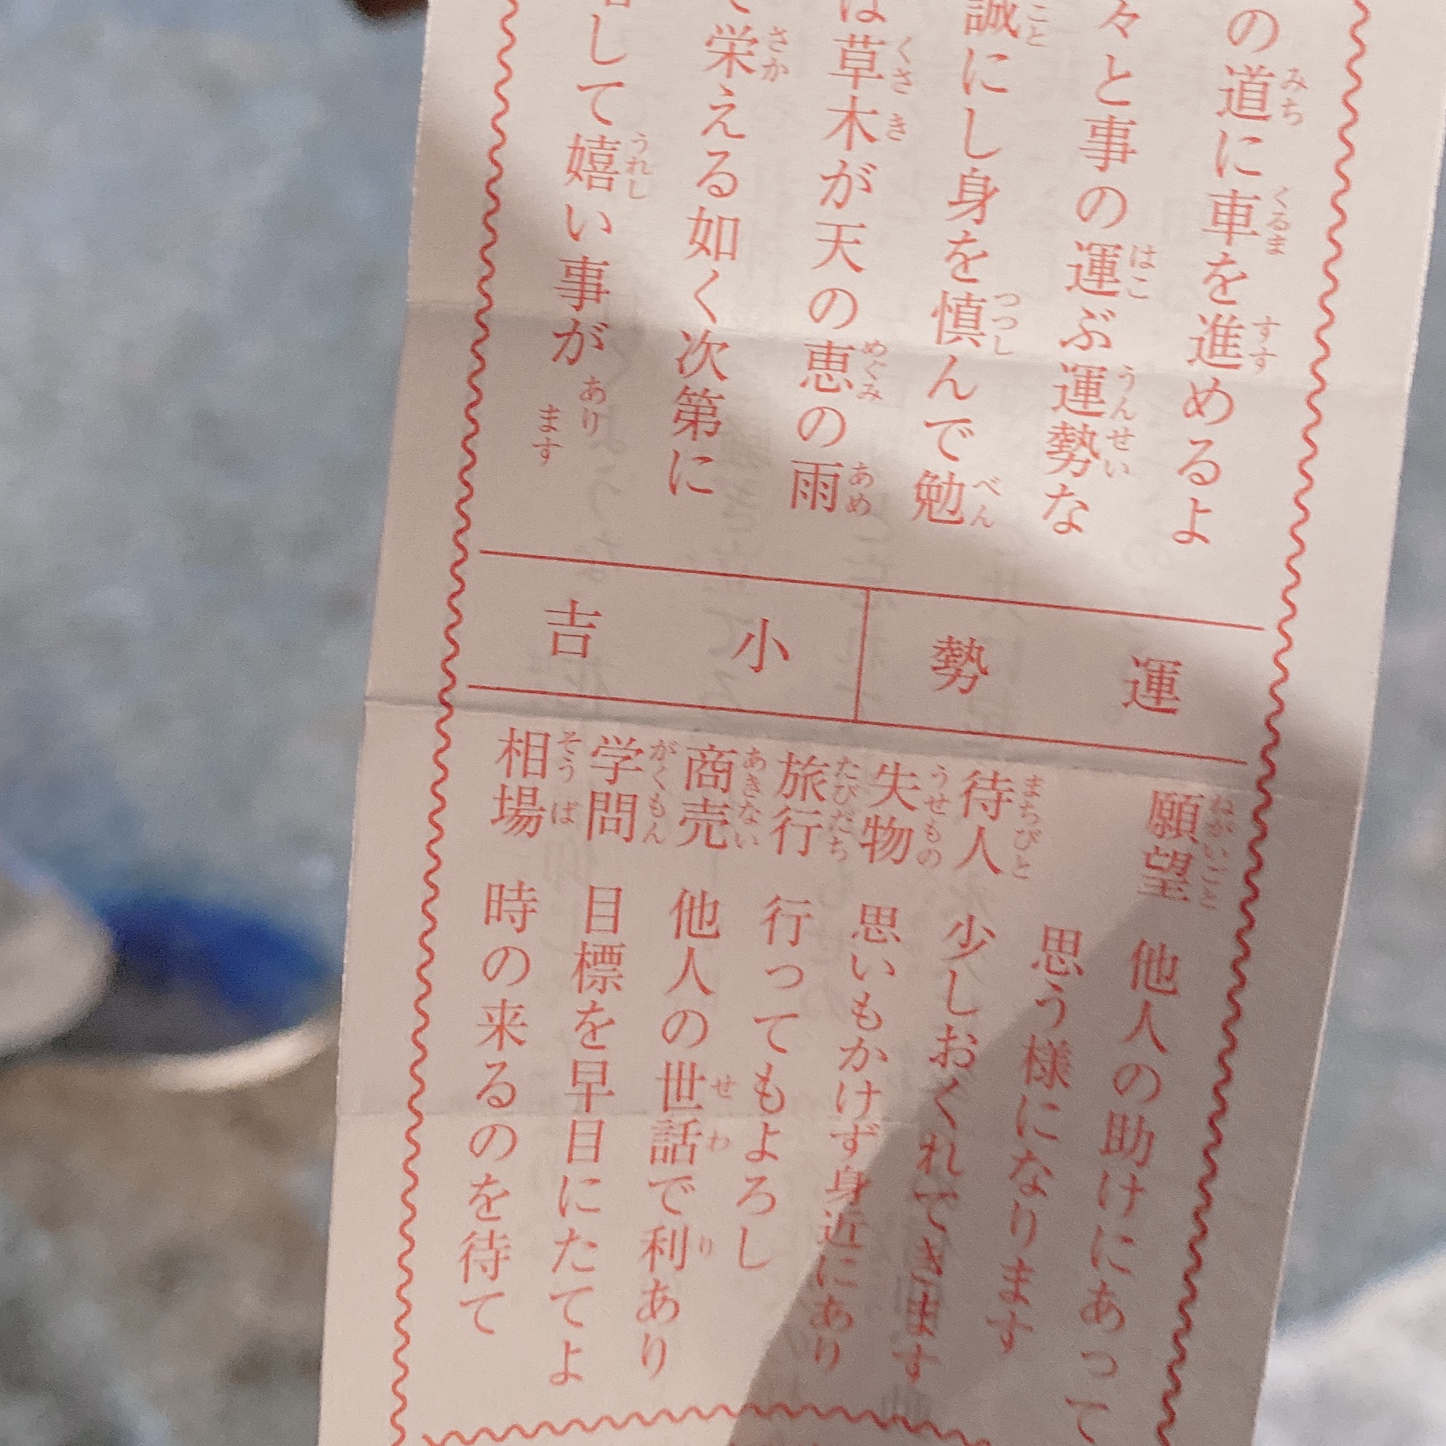 の道に車を進めるよ
々と事の運ぶ運勢な
誠にし身を慎んで勉
は草木が天の恵の雨
て栄える如く次第に
して嬉い事があります
運勢
小吉
願望 他人の助けにあって
思う様になります
待人 少しおくれてきます
失物 思いもかけず身近にあり
旅行 行ってもよろし
商売 他人の世話で利あり
学問 目標を早目にたてよ
相場 時の来るのを待て